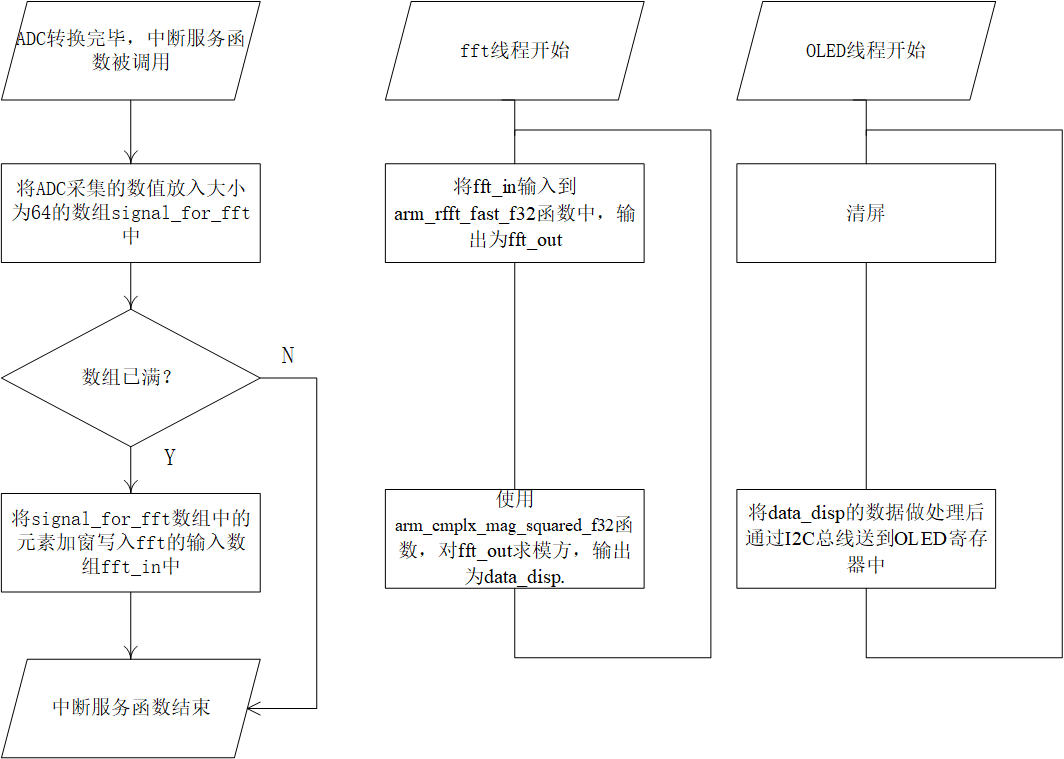 ADC转换完毕，中断服务函
数被调用
将ADC采集的数值放入大小
为64的数组signal_for_fft
中
数组已满？
N
Y
将signal_for_fft数组中的
元素加窗写入fft的输入数
组fft_in中
中断服务函数结束
fft线程开始
将fft_in输入到
arm_rfft_fast_f32函数中，输
出为fft_out
使用
arm_cmplx_mag_squared_f32函
数，对fft_out求模方，输出
为data_disp.
OLED线程开始
清屏
将data_disp的数据做处理后
通过I2C总线送到OLED寄存
器中